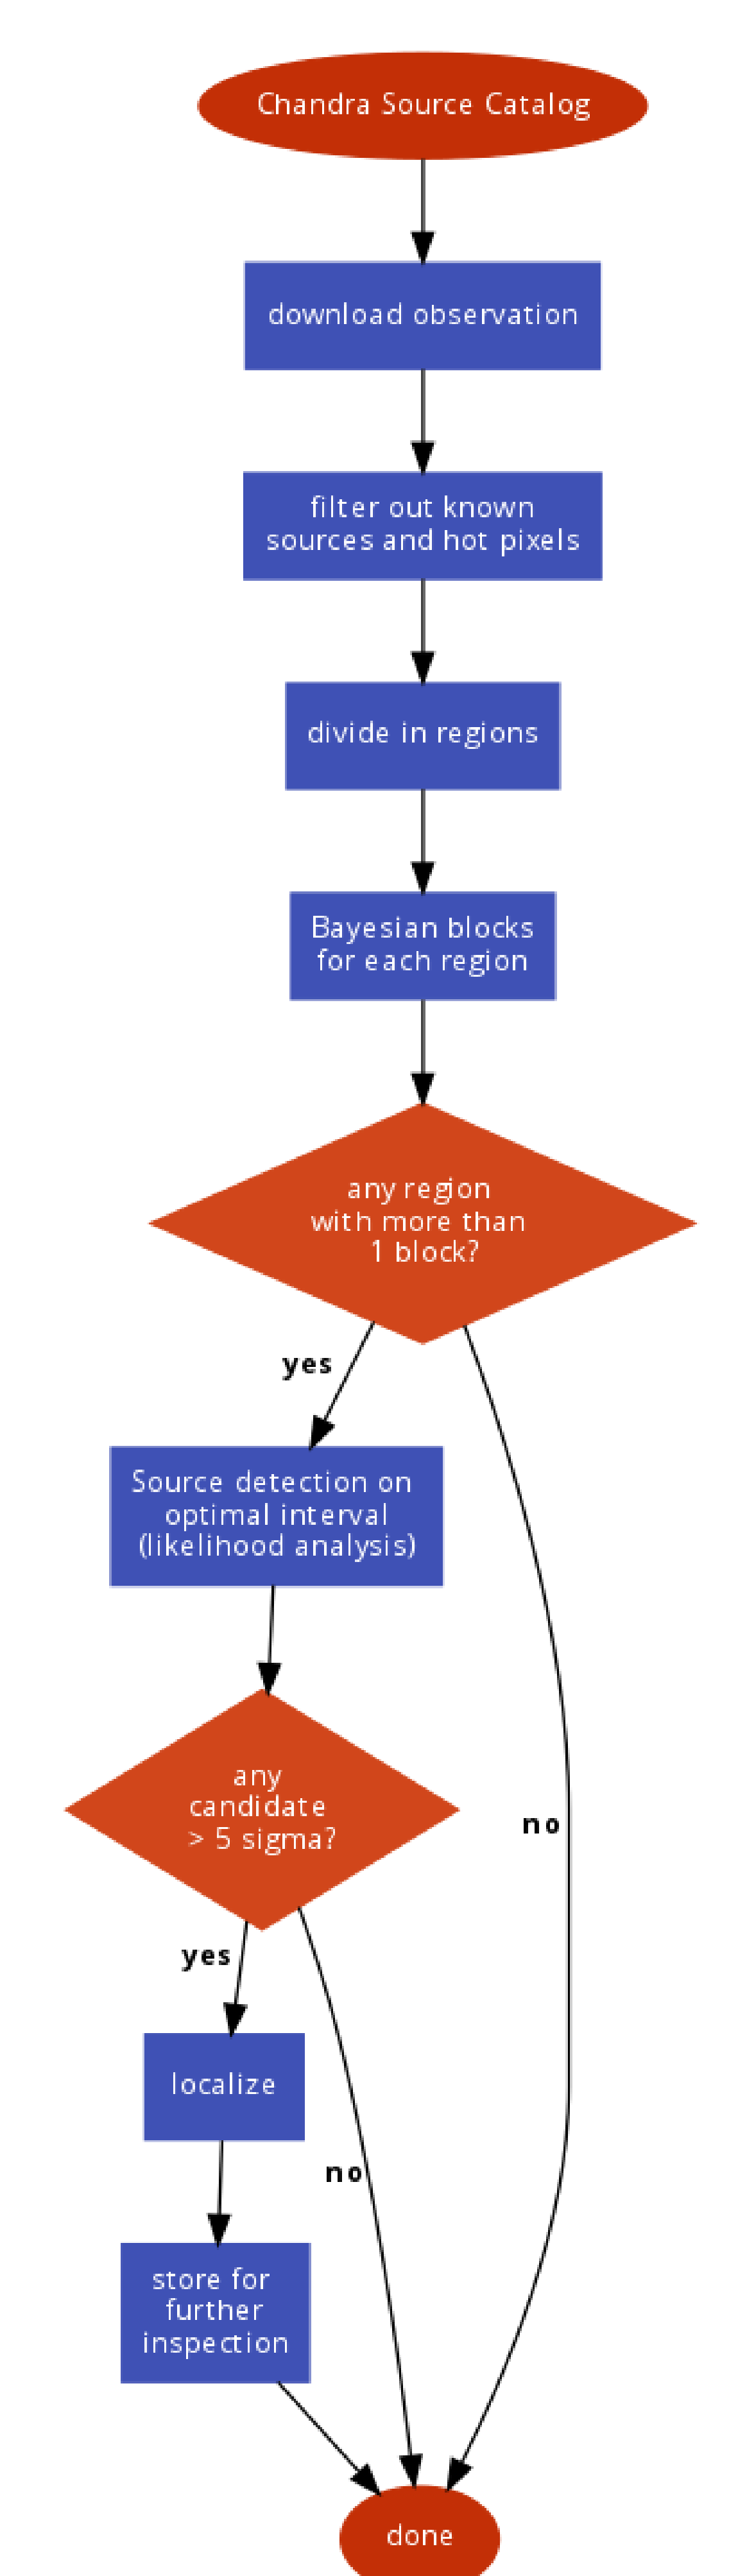 Chandra Source Catalog
download observation
filter out known
sources and hot pixels
divide in regions
Bayesian blocks
for each region
any region
with more than
1 block?
yes
Source detection on
optimal interval
(likelihood analysis)
any
candidate
> 5 sigma?
no
yes
localize
no
store for
further
inspection
done